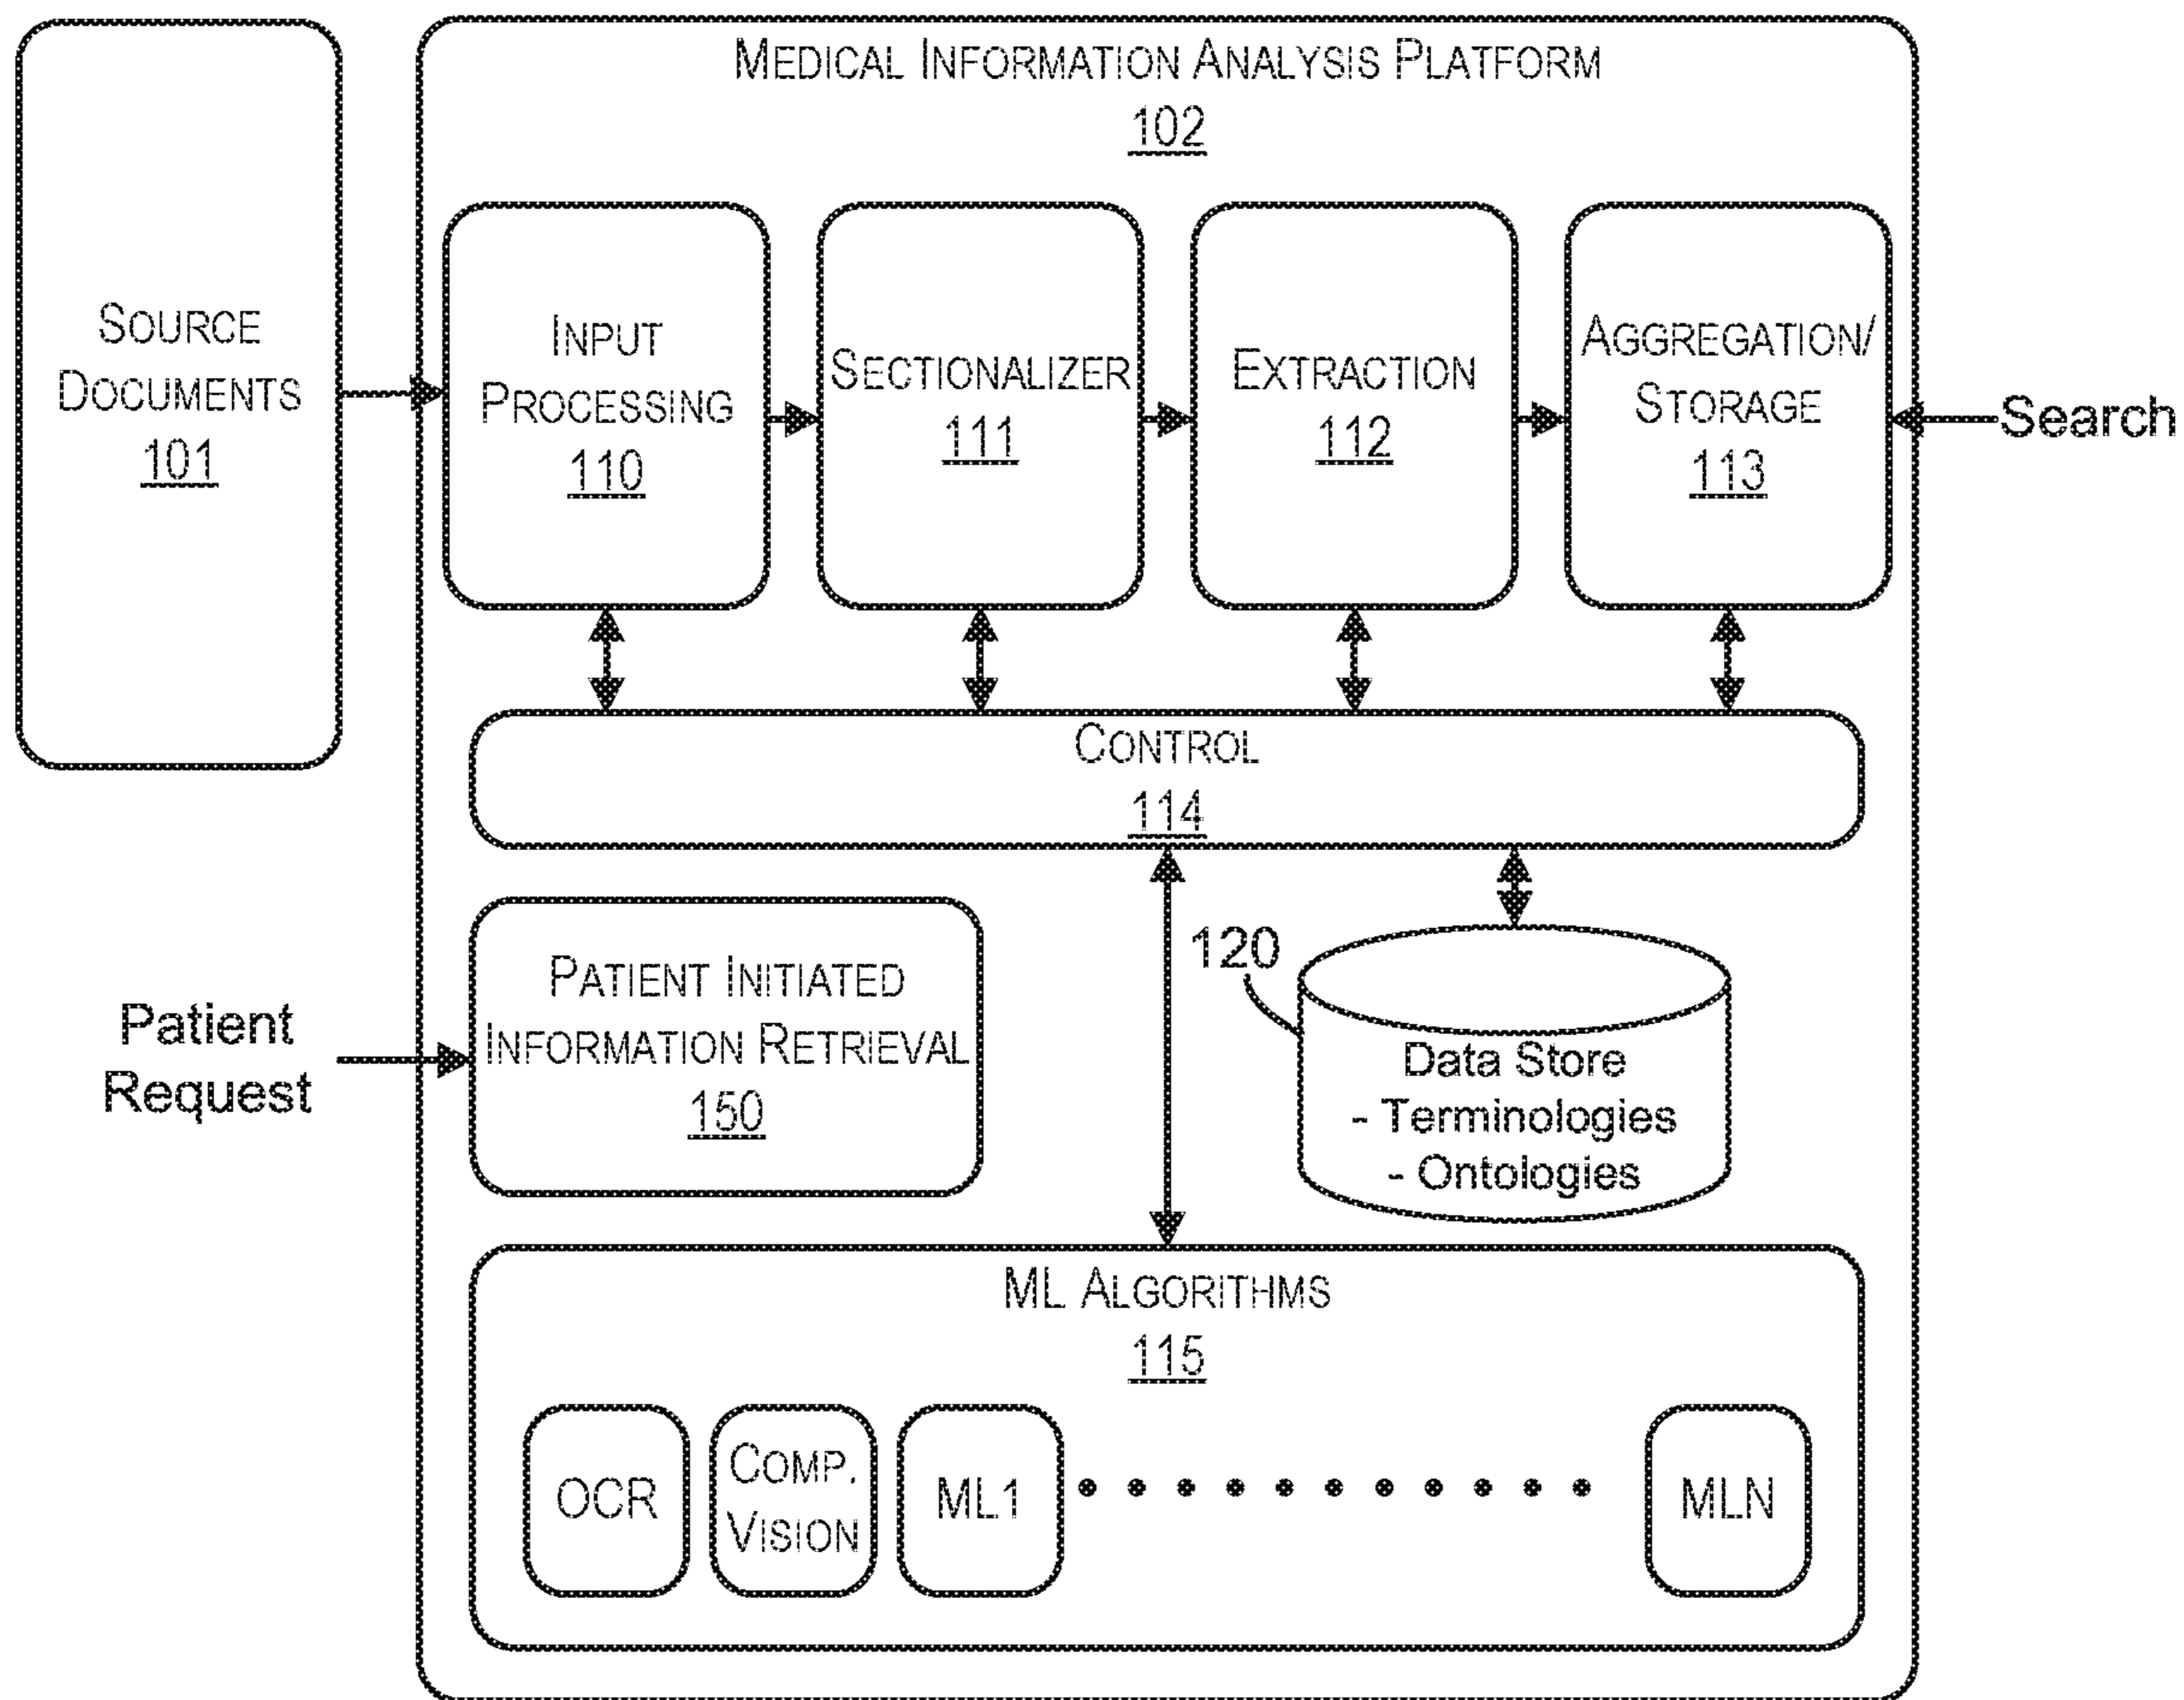 MEDICAL INFORMATION ANALYSIS PLATFORM
102
SOURCE
DOCUMENTS
101
INPUT
PROCESSING
110
SECTIONALIZER
111
EXTRACTION
112
AGGREGATION/
STORAGE
113
Search
CONTROL
114
Patient
Request
PATIENT INITIATED
INFORMATION RETRIEVAL
150
120
Data Store
- Terminologies
- Ontologies
ML ALGORITHMS
115
OCR
COMP.
VISION
ML1
MLN